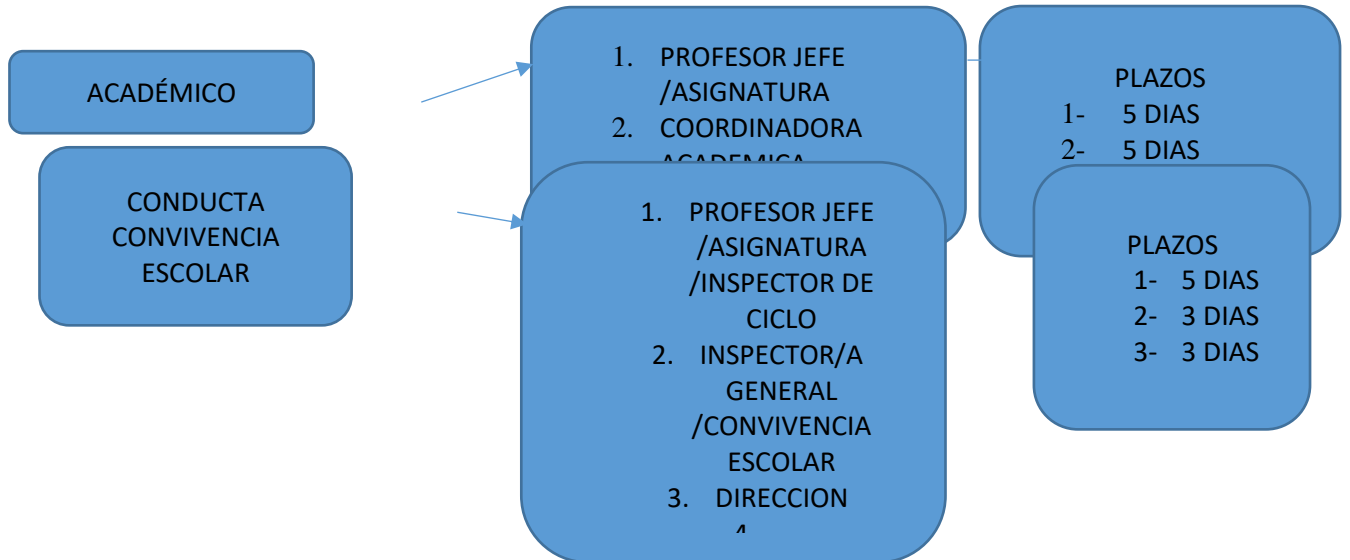 ACADÉMICO
1. PROFESOR JEFE
/ASIGNATURA
2. COORDINADORA
PLAZOS
1- 5 DIAS
2- 5 DIAS
CONDUCTA
CONVIVENCIA
ESCOLAR
1. PROFESOR JEFE
/ASIGNATURA
/INSPECTOR DE
CICLO
2. INSPECTOR/A
GENERAL
/CONVIVENCIA
ESCOLAR
3. DIRECCION
PLAZOS
1- 5 DIAS
2- 3 DIAS
3- 3 DIAS